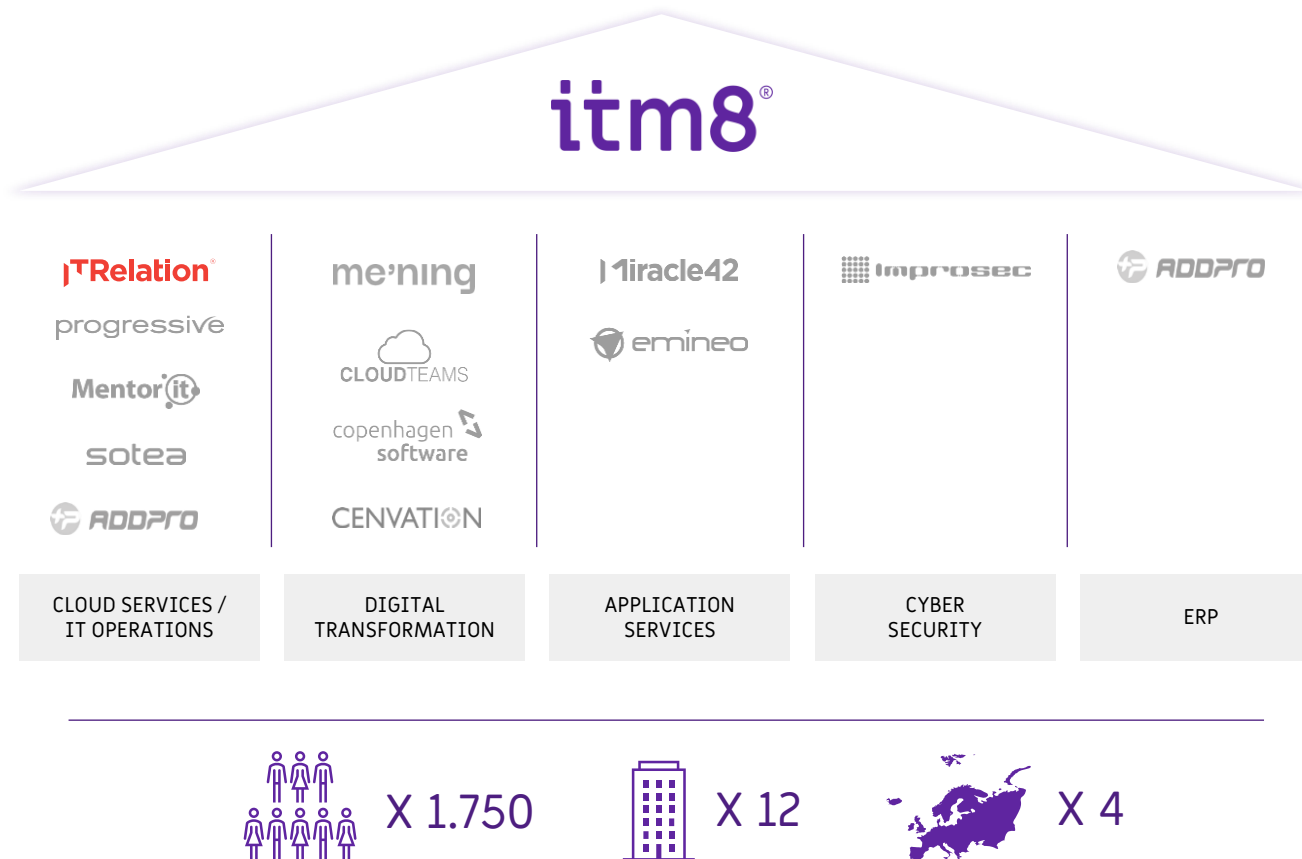 itm8®
ITRelation®
progressive
Mentor it
sotea
ADDPRO
me'ning
CLOUDTEAMS
copenhagen
software
CENVATION
Miracle42
emineo
Improsec
ADDPRO
CLOUD SERVICES /
IT OPERATIONS
DIGITAL
TRANSFORMATION
APPLICATION
SERVICES
CYBER
SECURITY
ERP
X 1.750
X 12
X 4